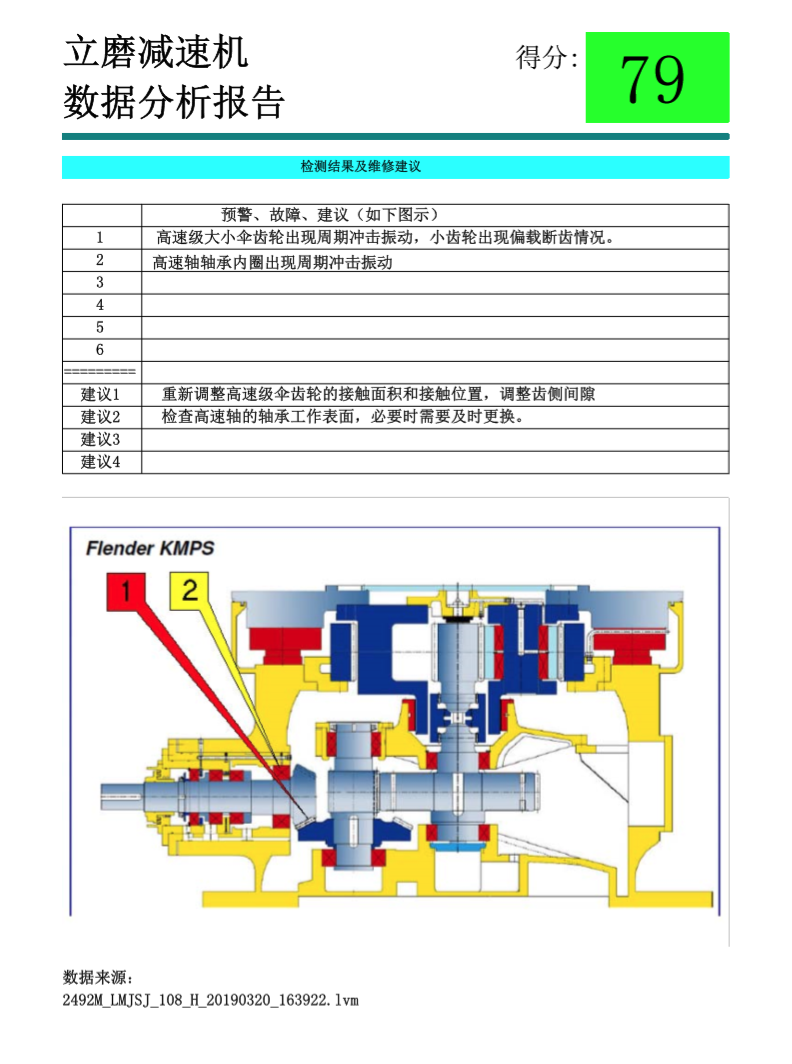 立磨减速机
数据分析报告
得分:
79
检测结果及维修建议
预警、故障、建议（如下图示）
1 高速级大小伞齿轮出现周期冲击振动，小齿轮出现偏载断齿情况。
2 高速轴轴承内圈出现周期冲击振动
3
4
5
6
=========
建议1 重新调整高速级伞齿轮的接触面积和接触位置，调整齿侧间隙
建议2 检查高速轴的轴承工作表面，必要时需要及时更换。
建议3
建议4
Flender KMPS
1 2
数据来源:
2492M_LMJSJ_108_H_20190320_163922.lvm